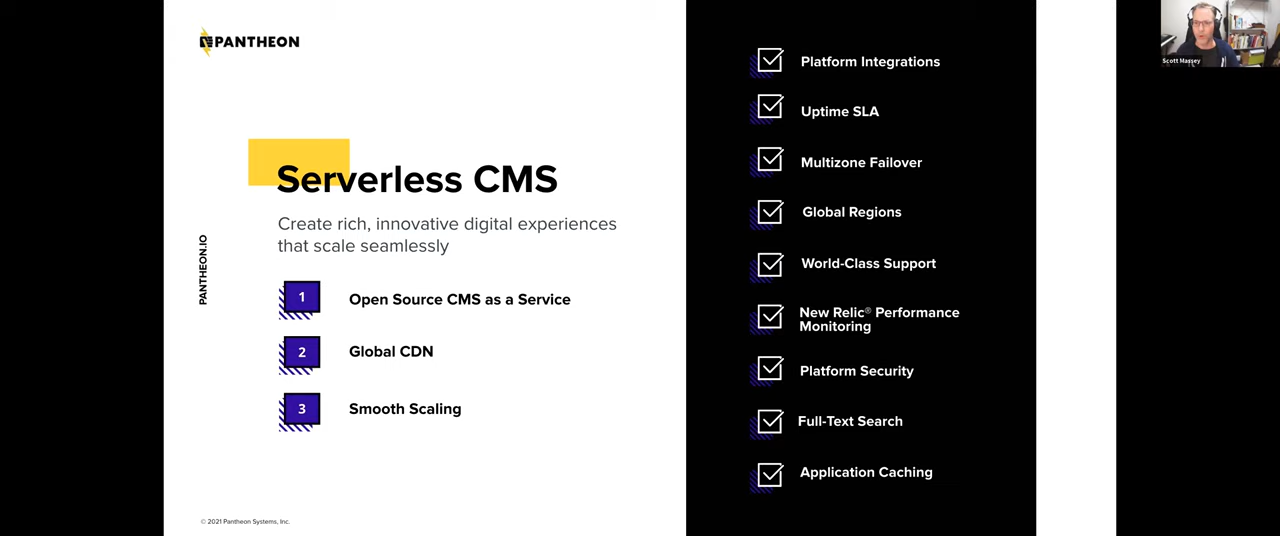 PANTHEON
Serverless CMS
Create rich, innovative digital experiences
that scale seamlessly
PANTHEON.IO
1
Open Source CMS as a Service
2
Global CDN
3
Smooth Scaling
© 2021 Pantheon Systems, Inc.
Platform Integrations
Uptime SLA
Multizone Failover
Global Regions
World-Class Support
New Relic® Performance
Monitoring
Platform Security
Full-Text Search
Application Caching
Scott Massey